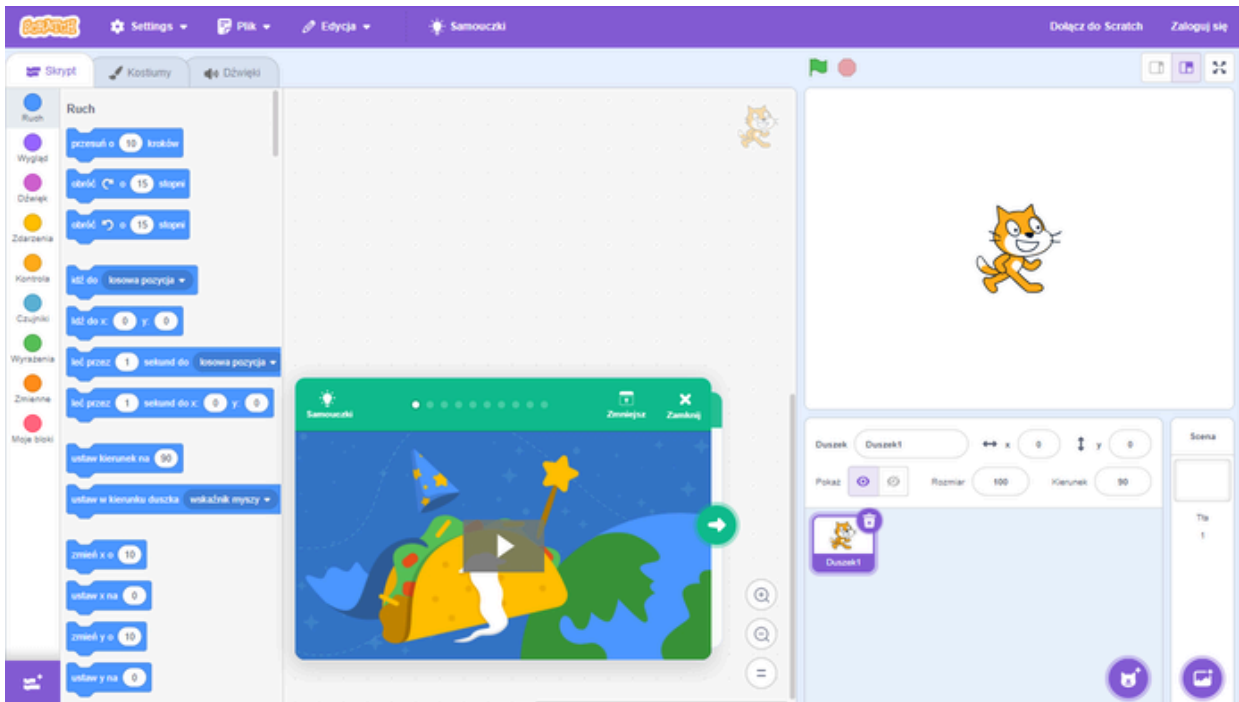 SCRATCH
Settings Plik Edycja Samouczki Dołącz do Scratch Zaloguj się
Skrypt Kostiumy Dźwięki
Ruch
Wygląd
Dźwięk
Zdarzenia
Kontrola
Czujniki
Wyrażenia
Zmienne
Moje bloki
Ruch
przesuń o 10 kroków
obróć o 15 stopni
obróć o 15 stopni
idź do losowa pozycja
idź do x: 0 y: 0
leć przez 1 sekund do losowa pozycja
leć przez 1 sekund do x: 0 y: 0
ustaw kierunek na 90
ustaw w kierunku duszka wskaźnik myszy
zmień x o 10
ustaw x na 0
zmień y o 10
ustaw y na 0
Samouczki Zmniejsz Zamknij
Duszek Duszek1 x 0 y 0
Pokaż Rozmiar 100 Kierunek 90
Duszek1
Scena
Tła
1